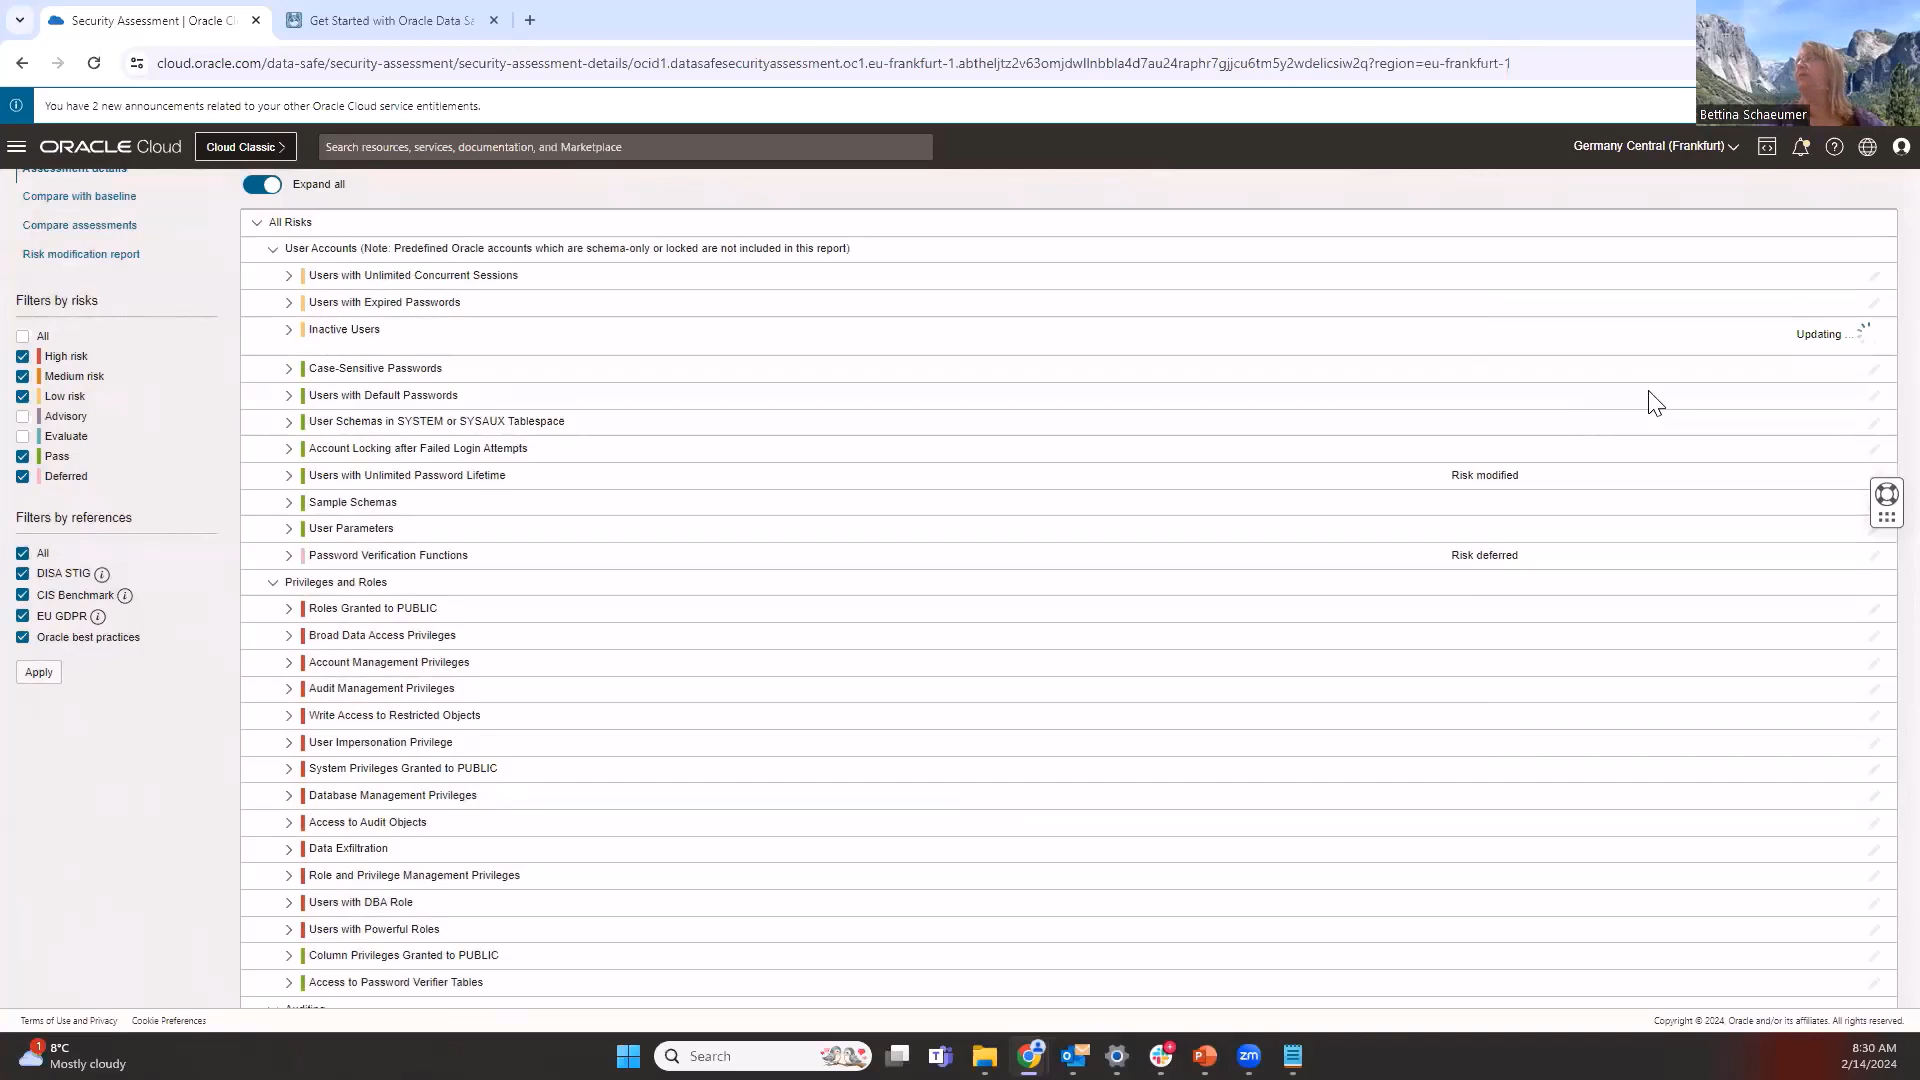 Security Assessment | Oracle C
Get Started with Oracle Data S
cloud.oracle.com/data-safe/security-assessment/security-assessment-details/ocid1.datasafesecurityassessment.oc1.eu-frankfurt-1.abtheljtz2v63omjdwllnbbla4d7au24raphr7gjjcu6tm5y2wdelicsiw2q?region=eu-frankfurt-1
You have 2 new announcements related to your other Oracle Cloud service entitlements.
Bettina Schaeumer
ORACLE Cloud
Cloud Classic >
Search resources, services, documentation, and Marketplace
Germany Central (Frankfurt)
Assessment details
Compare with baseline
Compare assessments
Risk modification report
Filters by risks
All
High risk
Medium risk
Low risk
Advisory
Evaluate
Pass
Deferred
Filters by references
All
DISA STIG
CIS Benchmark
EU GDPR
Oracle best practices
Apply
Expand all
All Risks
User Accounts (Note: Predefined Oracle accounts which are schema-only or locked are not included in this report)
Users with Unlimited Concurrent Sessions
Users with Expired Passwords
Inactive Users
Updating ...
Case-Sensitive Passwords
Users with Default Passwords
User Schemas in SYSTEM or SYSAUX Tablespace
Account Locking after Failed Login Attempts
Users with Unlimited Password Lifetime
Risk modified
Sample Schemas
User Parameters
Password Verification Functions
Risk deferred
Privileges and Roles
Roles Granted to PUBLIC
Broad Data Access Privileges
Account Management Privileges
Audit Management Privileges
Write Access to Restricted Objects
User Impersonation Privilege
System Privileges Granted to PUBLIC
Database Management Privileges
Access to Audit Objects
Data Exfiltration
Role and Privilege Management Privileges
Users with DBA Role
Users with Powerful Roles
Column Privileges Granted to PUBLIC
Access to Password Verifier Tables
Auditing
Terms of Use and Privacy
Cookie Preferences
Copyright © 2024, Oracle and/or its affiliates. All rights reserved.
1
8°C
Mostly cloudy
Search
zm
8:30 AM
2/14/2024